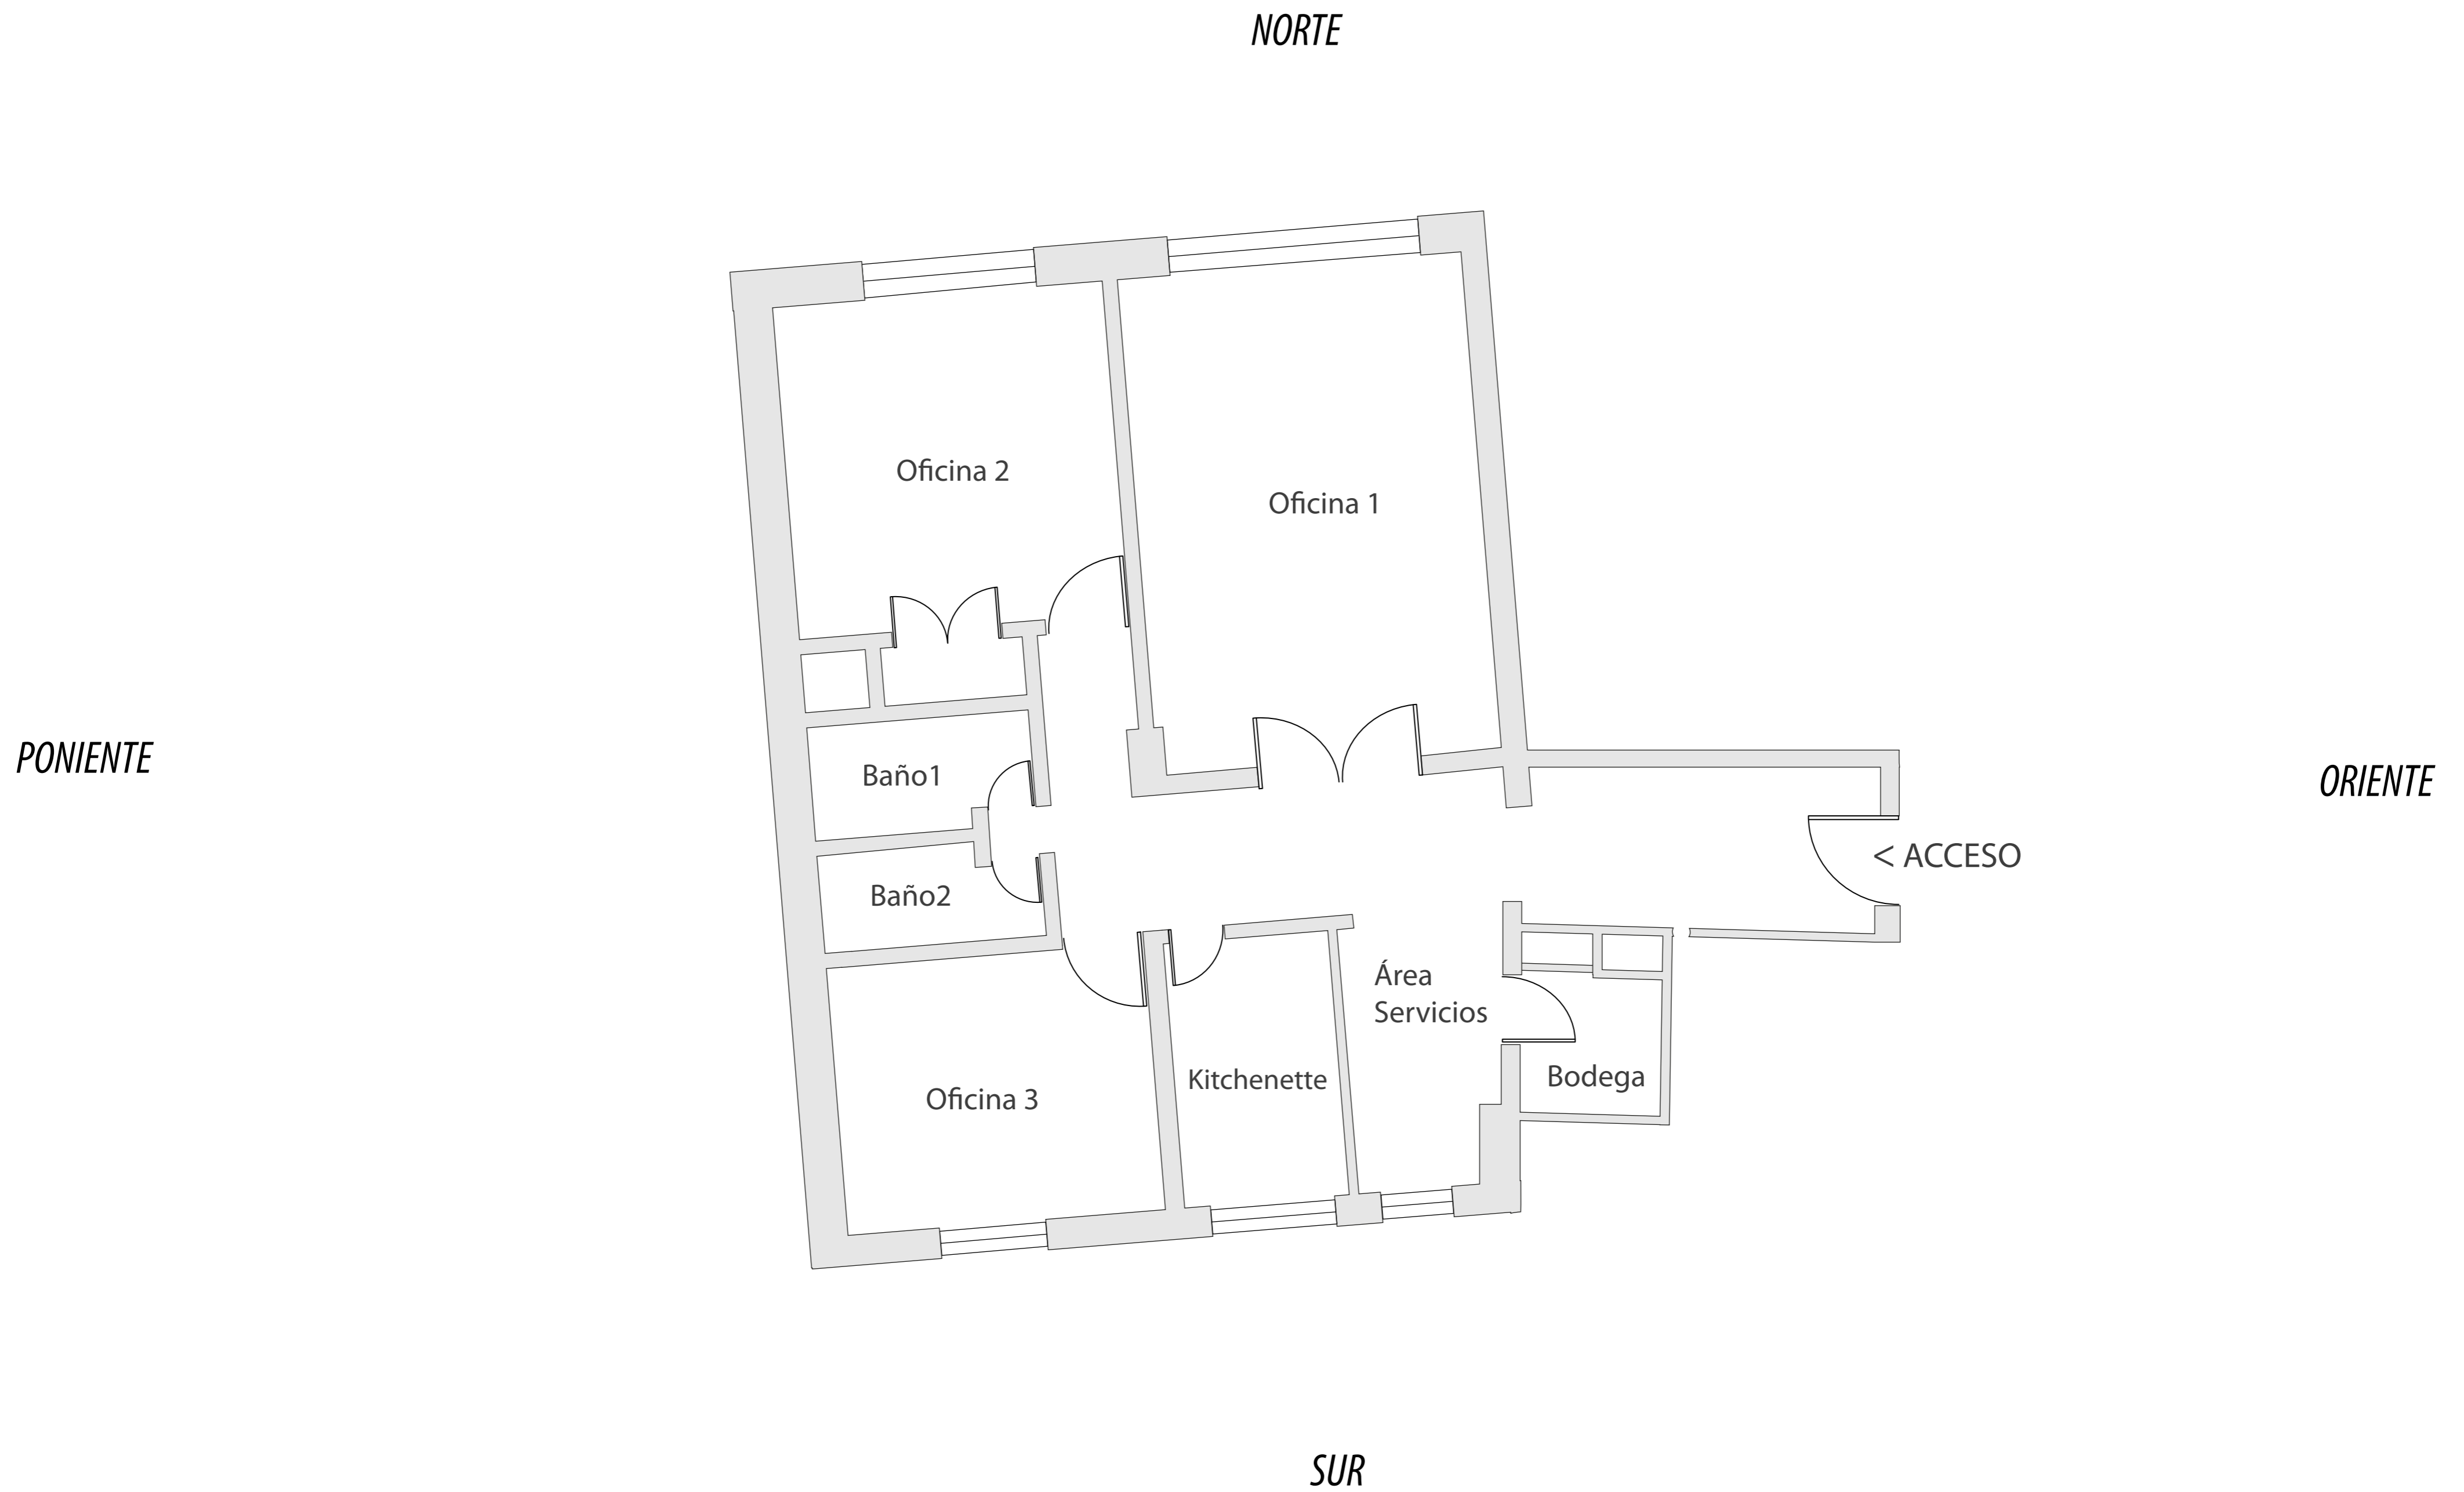 NORTE
Oficina 2
Oficina 1
PONIENTE
Baño1
ORIENTE
< ACCESO
Baño2
Área
Servicios
Kitchenette
Bodega
Oficina 3
SUR